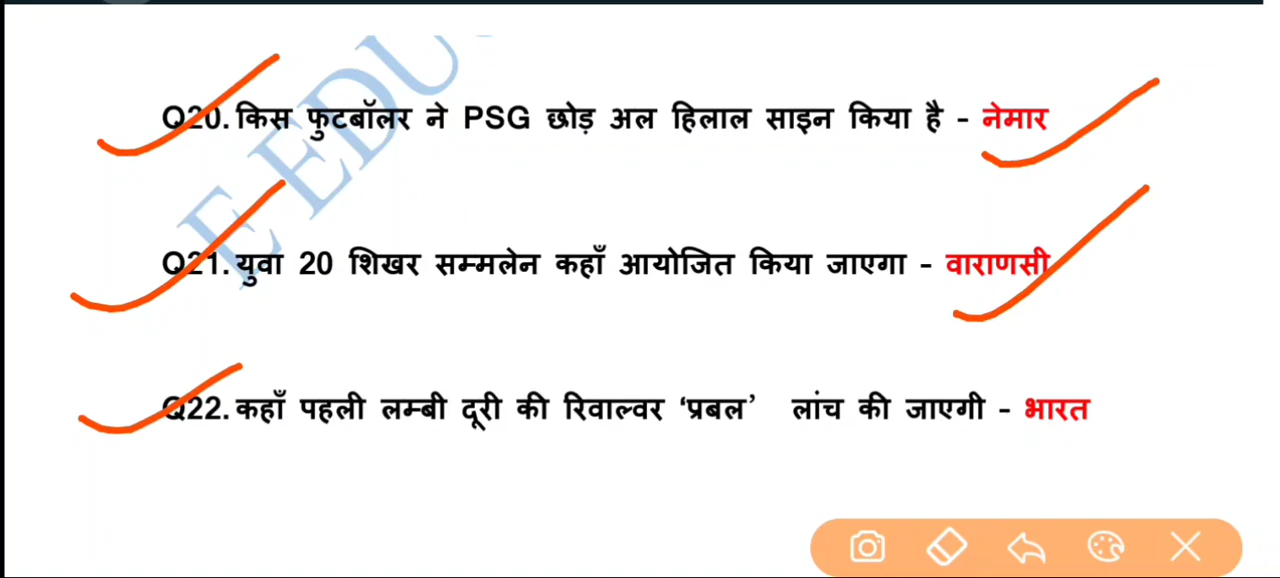 E EDU
Q20. किस फुटबॉलर ने PSG छोड़ अल हिलाल साइन किया है - नेमार
Q21. युवा 20 शिखर सम्मलेन कहाँ आयोजित किया जाएगा - वाराणसी
Q22. कहाँ पहली लम्बी दूरी की रिवाल्वर ‘प्रबल’ लांच की जाएगी - भारत